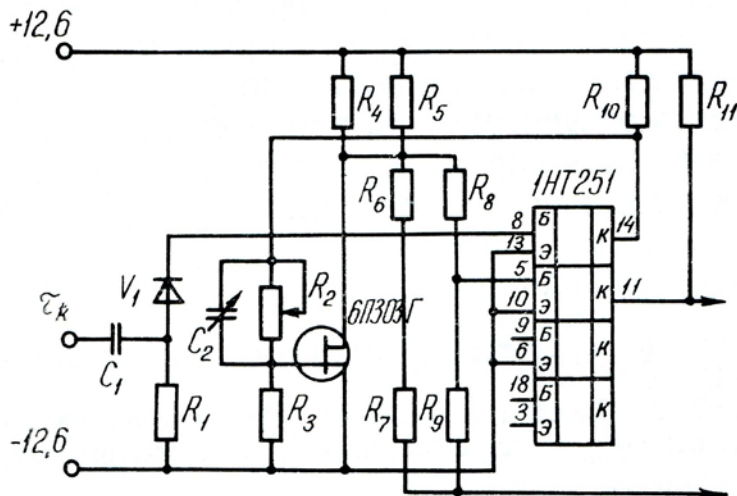 +12,6
R4
R5
R10
R11
R6
R8
1НТ251
8
Б
13
Э
К
14
5
Б
10
Э
К
11
9
Б
6
Э
К
18
Б
3
Э
К
V1
τк
C1
C2
R2
6П303Г
R1
R3
R7
R9
-12,6